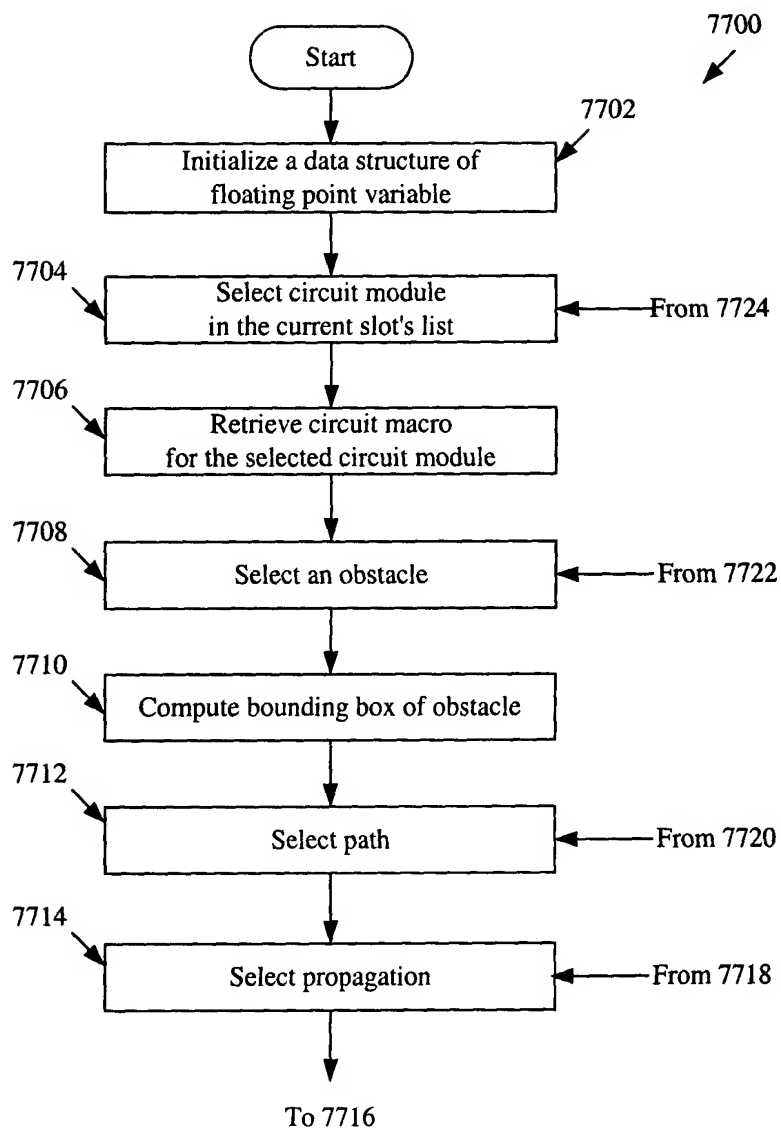 7700
Start
7702
Initialize a data structure of
floating point variable
7704
Select circuit module
in the current slot's list
From 7724
7706
Retrieve circuit macro
for the selected circuit module
7708
Select an obstacle
From 7722
7710
Compute bounding box of obstacle
7712
Select path
From 7720
7714
Select propagation
From 7718
To 7716